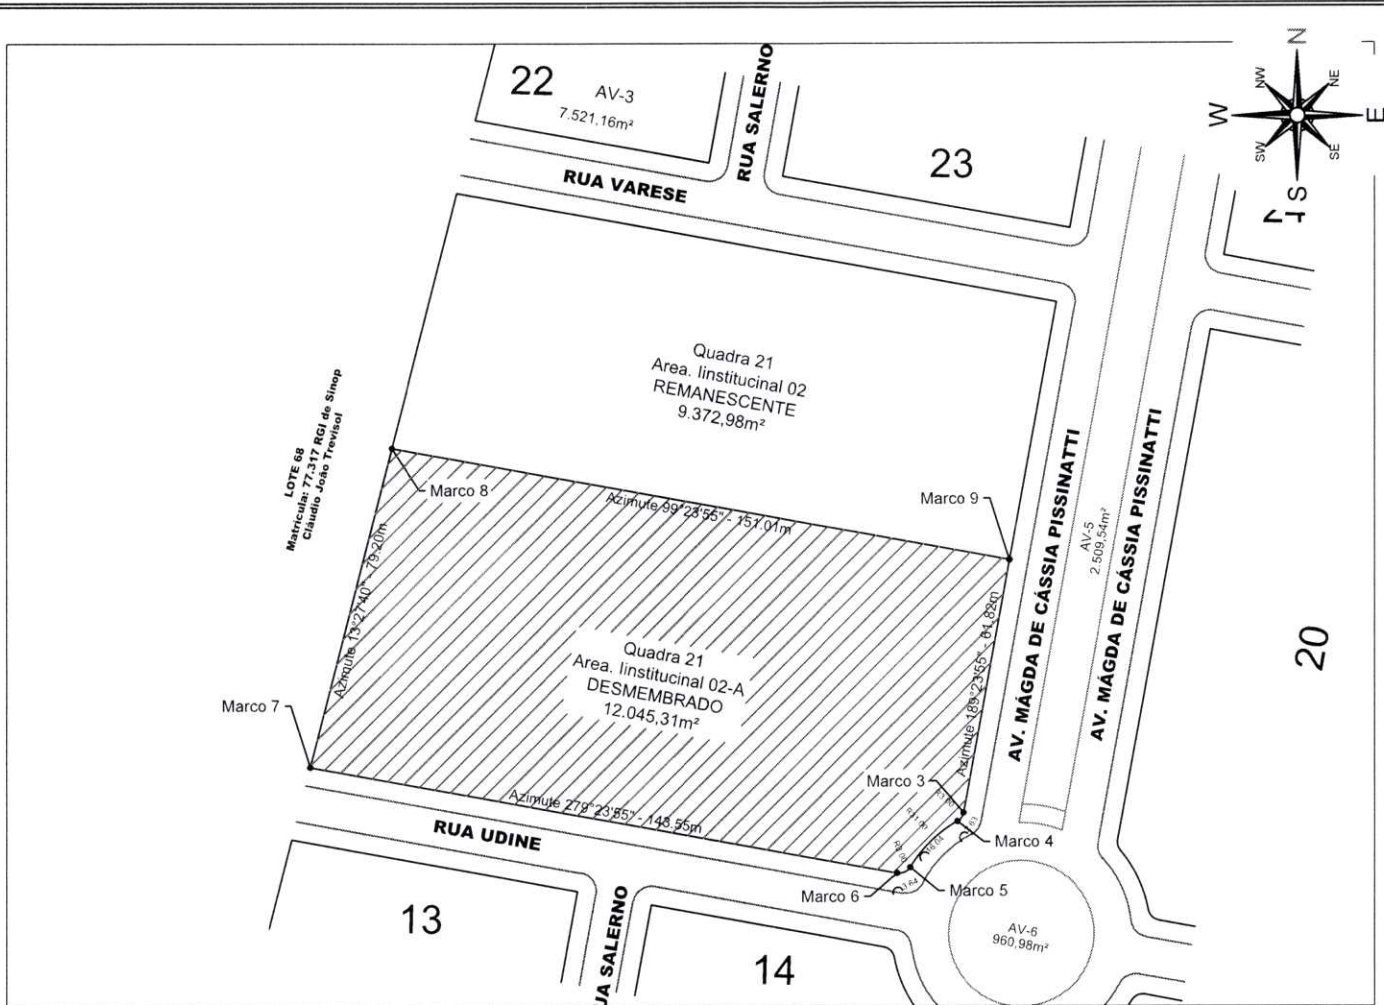 22
AV-3
7.521,16m²
RUA SALERNO
23
N
NE
E
SE
S
SW
W
NW
RUA VARESE
Quadra 21
Area. Iinstitucinal 02
REMANESCENTE
9.372,98m²
LOTE 68
Matrícula: 77.317 RGI de Sinop
Cláudio João Trevisol
Marco 8
Azimute 99°23'55" - 151.01m
Marco 9
AV. MÁGDA DE CÁSSIA PISSINATTI
AV-5
2.509,54m²
AV. MÁGDA DE CÁSSIA PISSINATTI
20
Azimute 13°27'40" - 79.20m
Quadra 21
Area. Iinstitucinal 02-A
DESMEMBRADO
12.045,31m²
Azimute 189°23'55" - 61.82m
Marco 7
Marco 3
Marco 4
Marco 5
Marco 6
Azimute 279°23'55" - 143.55m
RUA UDINE
13
RUA SALERNO
14
AV-6
960,98m²